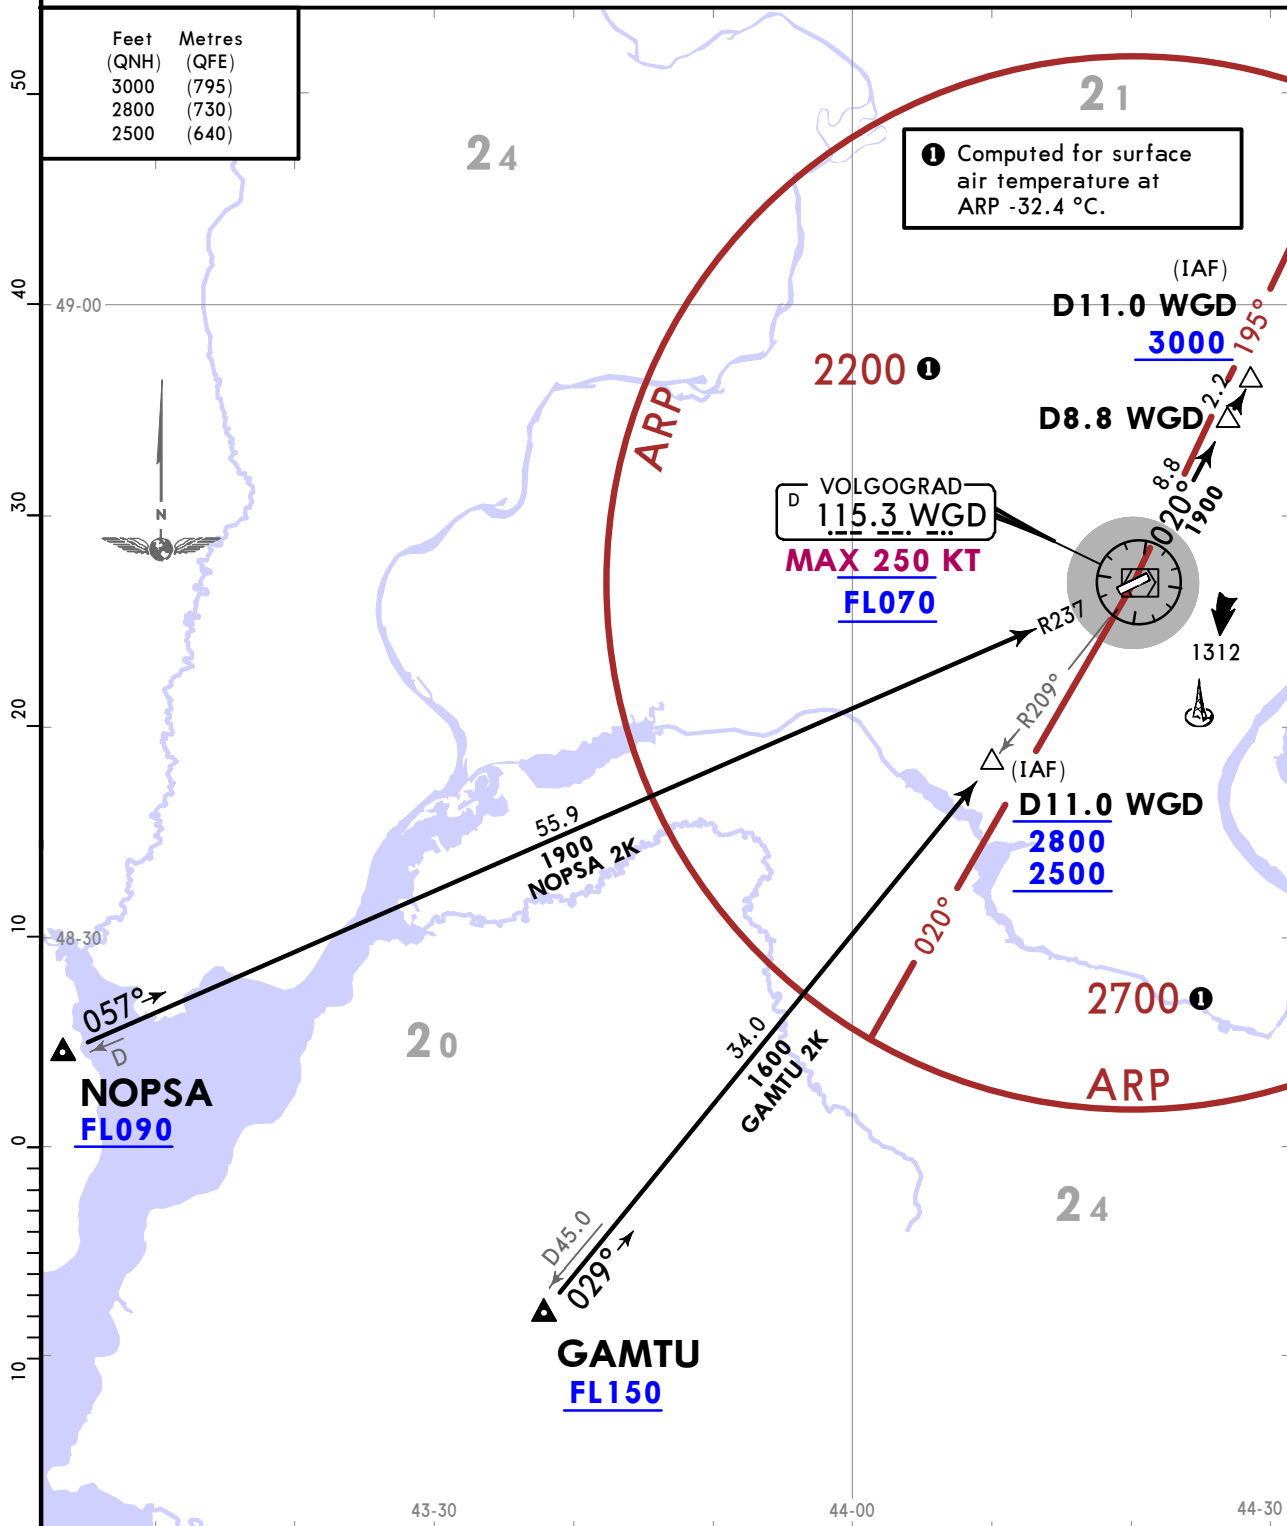 Feet Metres
(QNH) (QFE)
3000 (795)
2800 (730)
2500 (640)
50
40
30
20
10
0
10
21
24
❶ Computed for surface
air temperature at
ARP -32.4 °C.
(IAF)
D11.0 WGD
3000
195°
49-00
2200 ❶
2.2
D8.8 WGD
ARP
8.8
020°
1900
VOLGOGRAD
D 115.3 WGD
MAX 250 KT
FL070
N
R237
1312
R209°
(IAF)
D11.0 WGD
2800
2500
55.9
1900
NOPSA 2K
020°
48-30
2700 ❶
057°
D
20
34.0
1600
GAMTU 2K
NOPSA
FL090
ARP
24
D45.0
029°
GAMTU
FL150
43-30
44-00
44-30